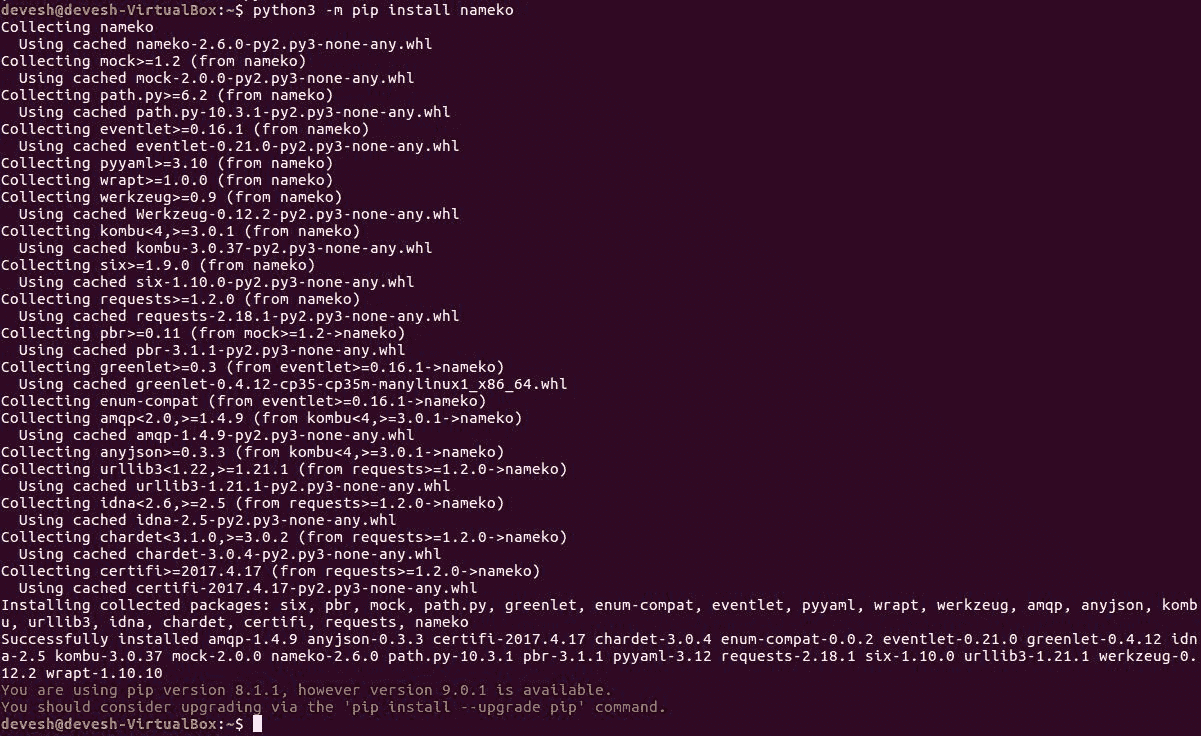 devesh@devesh-VirtualBox:~$ python3 -m pip install nameko
Collecting nameko
  Using cached nameko-2.6.0-py2.py3-none-any.whl
Collecting mock>=1.2 (from nameko)
  Using cached mock-2.0.0-py2.py3-none-any.whl
Collecting path.py>=6.2 (from nameko)
  Using cached path.py-10.3.1-py2.py3-none-any.whl
Collecting eventlet>=0.16.1 (from nameko)
  Using cached eventlet-0.21.0-py2.py3-none-any.whl
Collecting pyyaml>=3.10 (from nameko)
Collecting wrapt>=1.0.0 (from nameko)
Collecting werkzeug>=0.9 (from nameko)
  Using cached Werkzeug-0.12.2-py2.py3-none-any.whl
Collecting kombu<4,>=3.0.1 (from nameko)
  Using cached kombu-3.0.37-py2.py3-none-any.whl
Collecting six>=1.9.0 (from nameko)
  Using cached six-1.10.0-py2.py3-none-any.whl
Collecting requests>=1.2.0 (from nameko)
  Using cached requests-2.18.1-py2.py3-none-any.whl
Collecting pbr>=0.11 (from mock>=1.2->nameko)
  Using cached pbr-3.1.1-py2.py3-none-any.whl
Collecting greenlet>=0.3 (from eventlet>=0.16.1->nameko)
  Using cached greenlet-0.4.12-cp35-cp35m-manylinux1_x86_64.whl
Collecting enum-compat (from eventlet>=0.16.1->nameko)
Collecting amqp<2.0,>=1.4.9 (from kombu<4,>=3.0.1->nameko)
  Using cached amqp-1.4.9-py2.py3-none-any.whl
Collecting anyjson>=0.3.3 (from kombu<4,>=3.0.1->nameko)
Collecting urllib3<1.22,>=1.21.1 (from requests>=1.2.0->nameko)
  Using cached urllib3-1.21.1-py2.py3-none-any.whl
Collecting idna<2.6,>=2.5 (from requests>=1.2.0->nameko)
  Using cached idna-2.5-py2.py3-none-any.whl
Collecting chardet<3.1.0,>=3.0.2 (from requests>=1.2.0->nameko)
  Using cached chardet-3.0.4-py2.py3-none-any.whl
Collecting certifi>=2017.4.17 (from requests>=1.2.0->nameko)
  Using cached certifi-2017.4.17-py2.py3-none-any.whl
Installing collected packages: six, pbr, mock, path.py, greenlet, enum-compat, eventlet, pyyaml, wrapt, werkzeug, amqp, anyjson, komb
u, urllib3, idna, chardet, certifi, requests, nameko
Successfully installed amqp-1.4.9 anyjson-0.3.3 certifi-2017.4.17 chardet-3.0.4 enum-compat-0.0.2 eventlet-0.21.0 greenlet-0.4.12 idn
a-2.5 kombu-3.0.37 mock-2.0.0 nameko-2.6.0 path.py-10.3.1 pbr-3.1.1 pyyaml-3.12 requests-2.18.1 six-1.10.0 urllib3-1.21.1 werkzeug-0.
12.2 wrapt-1.10.10
You are using pip version 8.1.1, however version 9.0.1 is available.
You should consider upgrading via the 'pip install --upgrade pip' command.
devesh@devesh-VirtualBox:~$